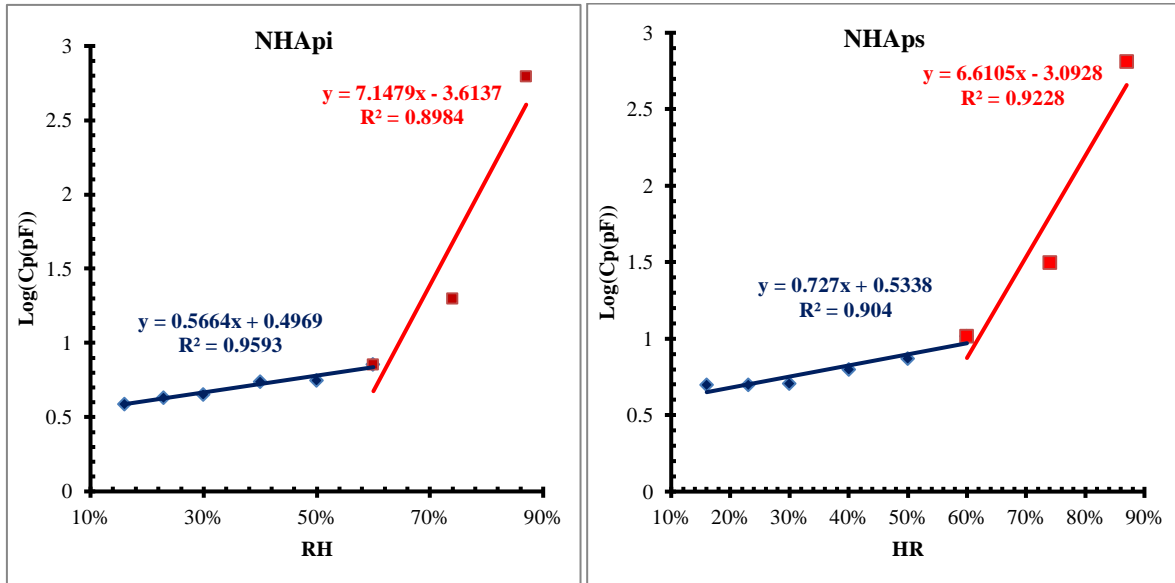 NHApi
Log(Cp(pF))
3
2.5
2
1.5
1
0.5
0
y = 7.1479x - 3.6137
R² = 0.8984
y = 0.5664x + 0.4969
R² = 0.9593
10% 30% 50% 70% 90%
RH
NHAps
Log(Cp(pF))
3
2.5
2
1.5
1
0.5
0
y = 6.6105x - 3.0928
R² = 0.9228
y = 0.727x + 0.5338
R² = 0.904
10% 20% 30% 40% 50% 60% 70% 80% 90%
HR